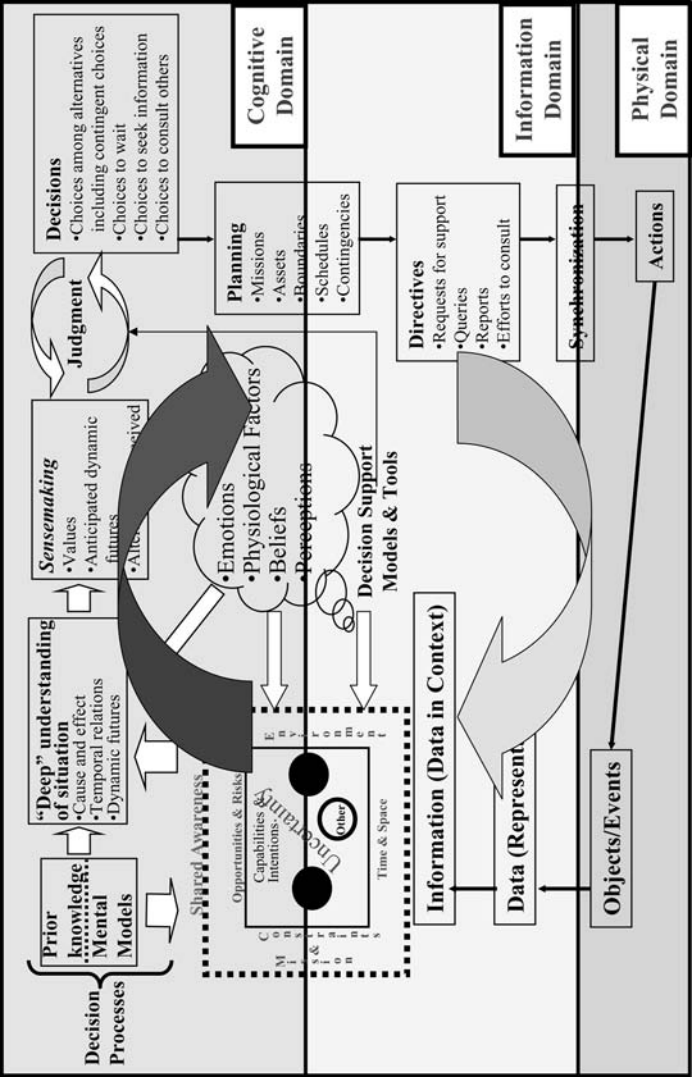 Decision
Processes
Prior
knowledge
Mental
Models
“Deep” understanding
of situation
•Cause and effect
•Temporal relations
•Dynamic futures
Sensemaking
•Values
•Anticipated dynamic
futures
Judgment
Decisions
•Choices among alternatives
including contingent choices
•Choices to wait
•Choices to seek information
•Choices to consult others
Cognitive
Domain
Shared Awareness
Opportunities & Risks
Capabilities &
Intentions
Uncertainty
Other
Time & Space
Constraints
Mission
&
Environment
•Emotions
•Physiological Factors
•Beliefs
•Perceptions
Decision Support
Models & Tools
Planning
•Missions
•Assets
•Boundaries
•Schedules
•Contingencies
Directives
•Requests for support
•Queries
•Reports
•Efforts to consult
Information
Domain
Information (Data in Context)
Data (Represent
Synchronization
Physical
Domain
Objects/Events
Actions